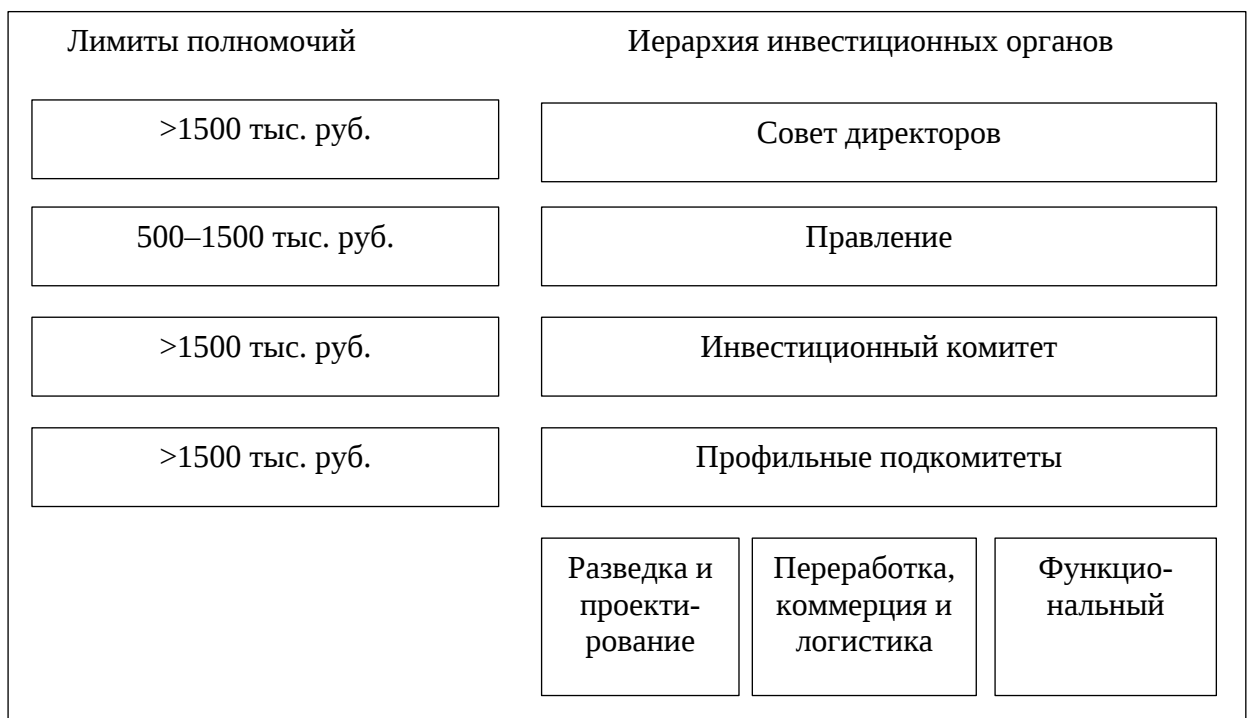 Лимиты полномочий
Иерархия инвестиционных органов
>1500 тыс. руб.
Совет директоров
500–1500 тыс. руб.
Правление
>1500 тыс. руб.
Инвестиционный комитет
>1500 тыс. руб.
Профильные подкомитеты
Разведка и
проекти-
рование
Переработка,
коммерция и
логистика
Функцио-
нальный